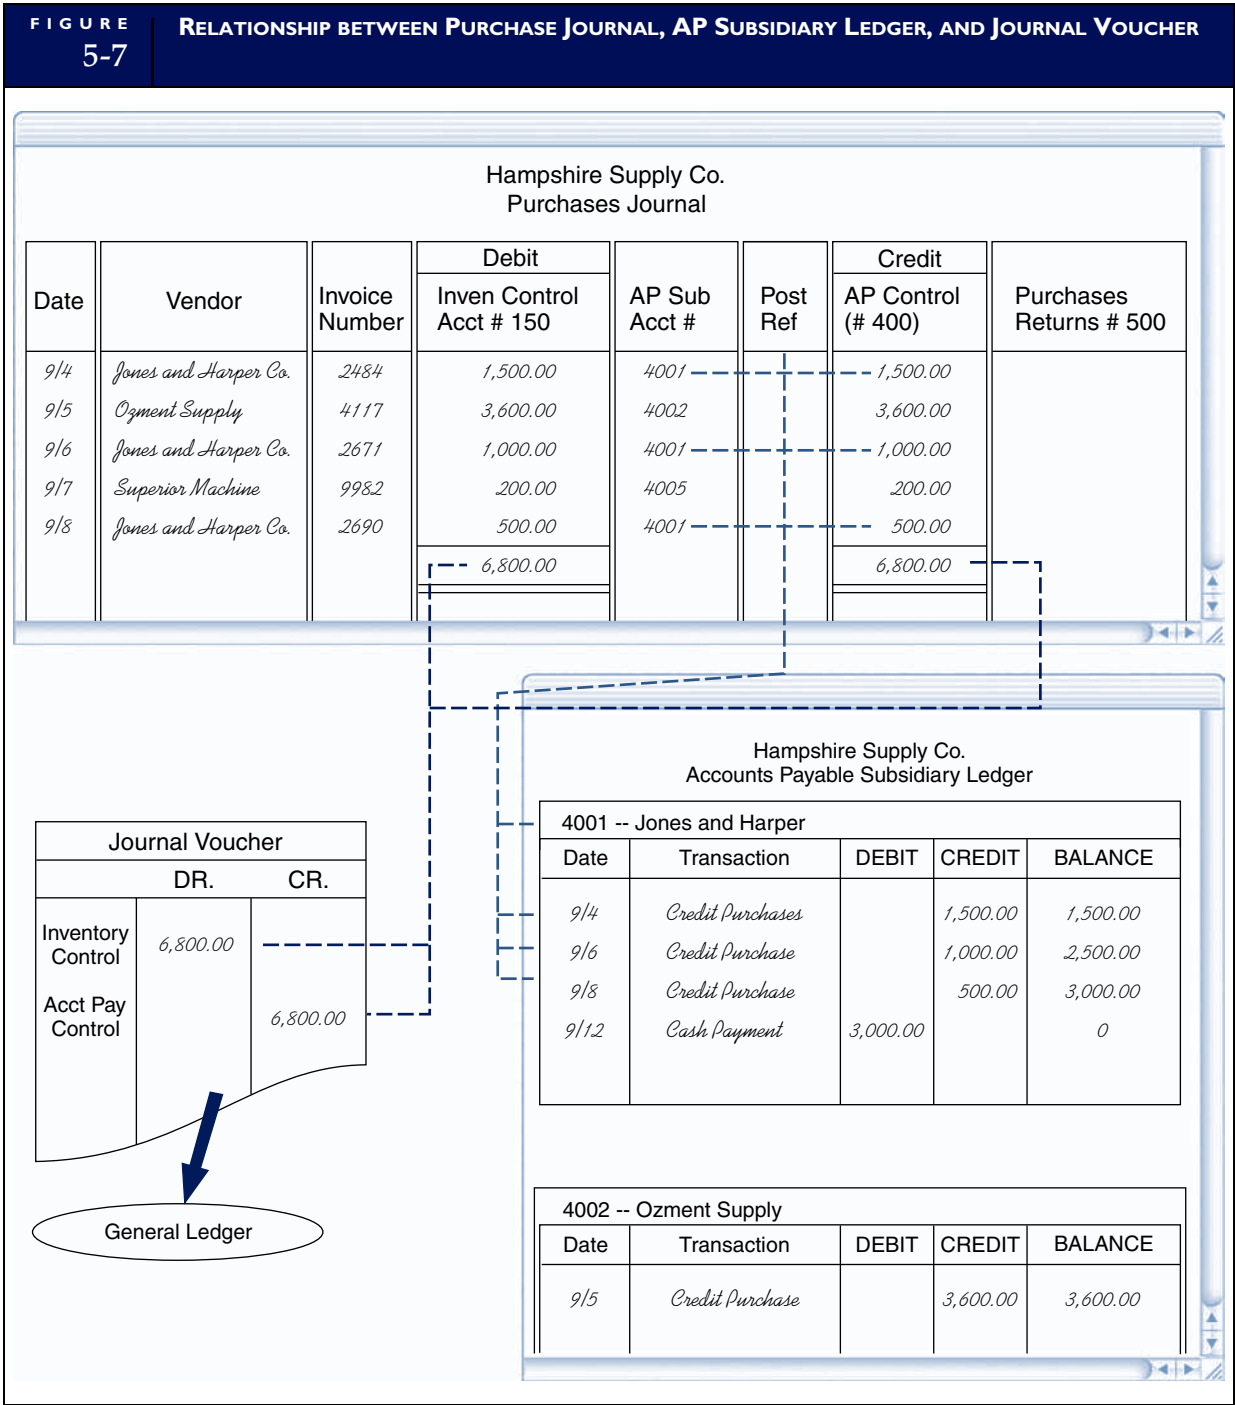 FIGURE
5-7
RELATIONSHIP BETWEEN PURCHASE JOURNAL, AP SUBSIDIARY LEDGER, AND JOURNAL VOUCHER
Hampshire Supply Co.
Purchases Journal
Debit Credit
Date Vendor Invoice Number Inven Control Acct # 150 AP Sub Acct # Post Ref AP Control (# 400) Purchases Returns # 500
9/4 Jones and Harper Co. 2484 1,500.00 4001 1,500.00
9/5 Ozment Supply 4117 3,600.00 4002 3,600.00
9/6 Jones and Harper Co. 2671 1,000.00 4001 1,000.00
9/7 Superior Machine 9982 200.00 4005 200.00
9/8 Jones and Harper Co. 2690 500.00 4001 500.00
6,800.00 6,800.00
Journal Voucher
DR. CR.
Inventory Control 6,800.00
Acct Pay Control 6,800.00
General Ledger
Hampshire Supply Co.
Accounts Payable Subsidiary Ledger
4001 -- Jones and Harper
Date Transaction DEBIT CREDIT BALANCE
9/4 Credit Purchases 1,500.00 1,500.00
9/6 Credit Purchase 1,000.00 2,500.00
9/8 Credit Purchase 500.00 3,000.00
9/12 Cash Payment 3,000.00 0
4002 -- Ozment Supply
Date Transaction DEBIT CREDIT BALANCE
9/5 Credit Purchase 3,600.00 3,600.00